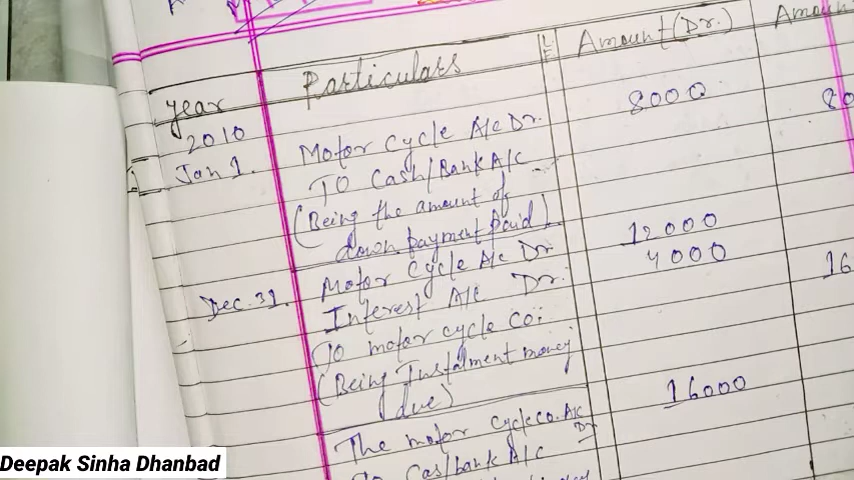 year Particulars L.F. Amount (Dr.) Amoun
2010
Jan 1. Motor Cycle A/c Dr. 8000 80
To Cash/Bank A/c
(Being the amount of
down payment paid)
Dec. 31. Motor Cycle A/c Dr 12000
Interest A/c Dr. 4000
To motor cycle Co: 16
(Being Instalment money
due)
The motor cycle co. A/c Dr 16000
To Cas/bank A/c
Deepak Sinha Dhanbad